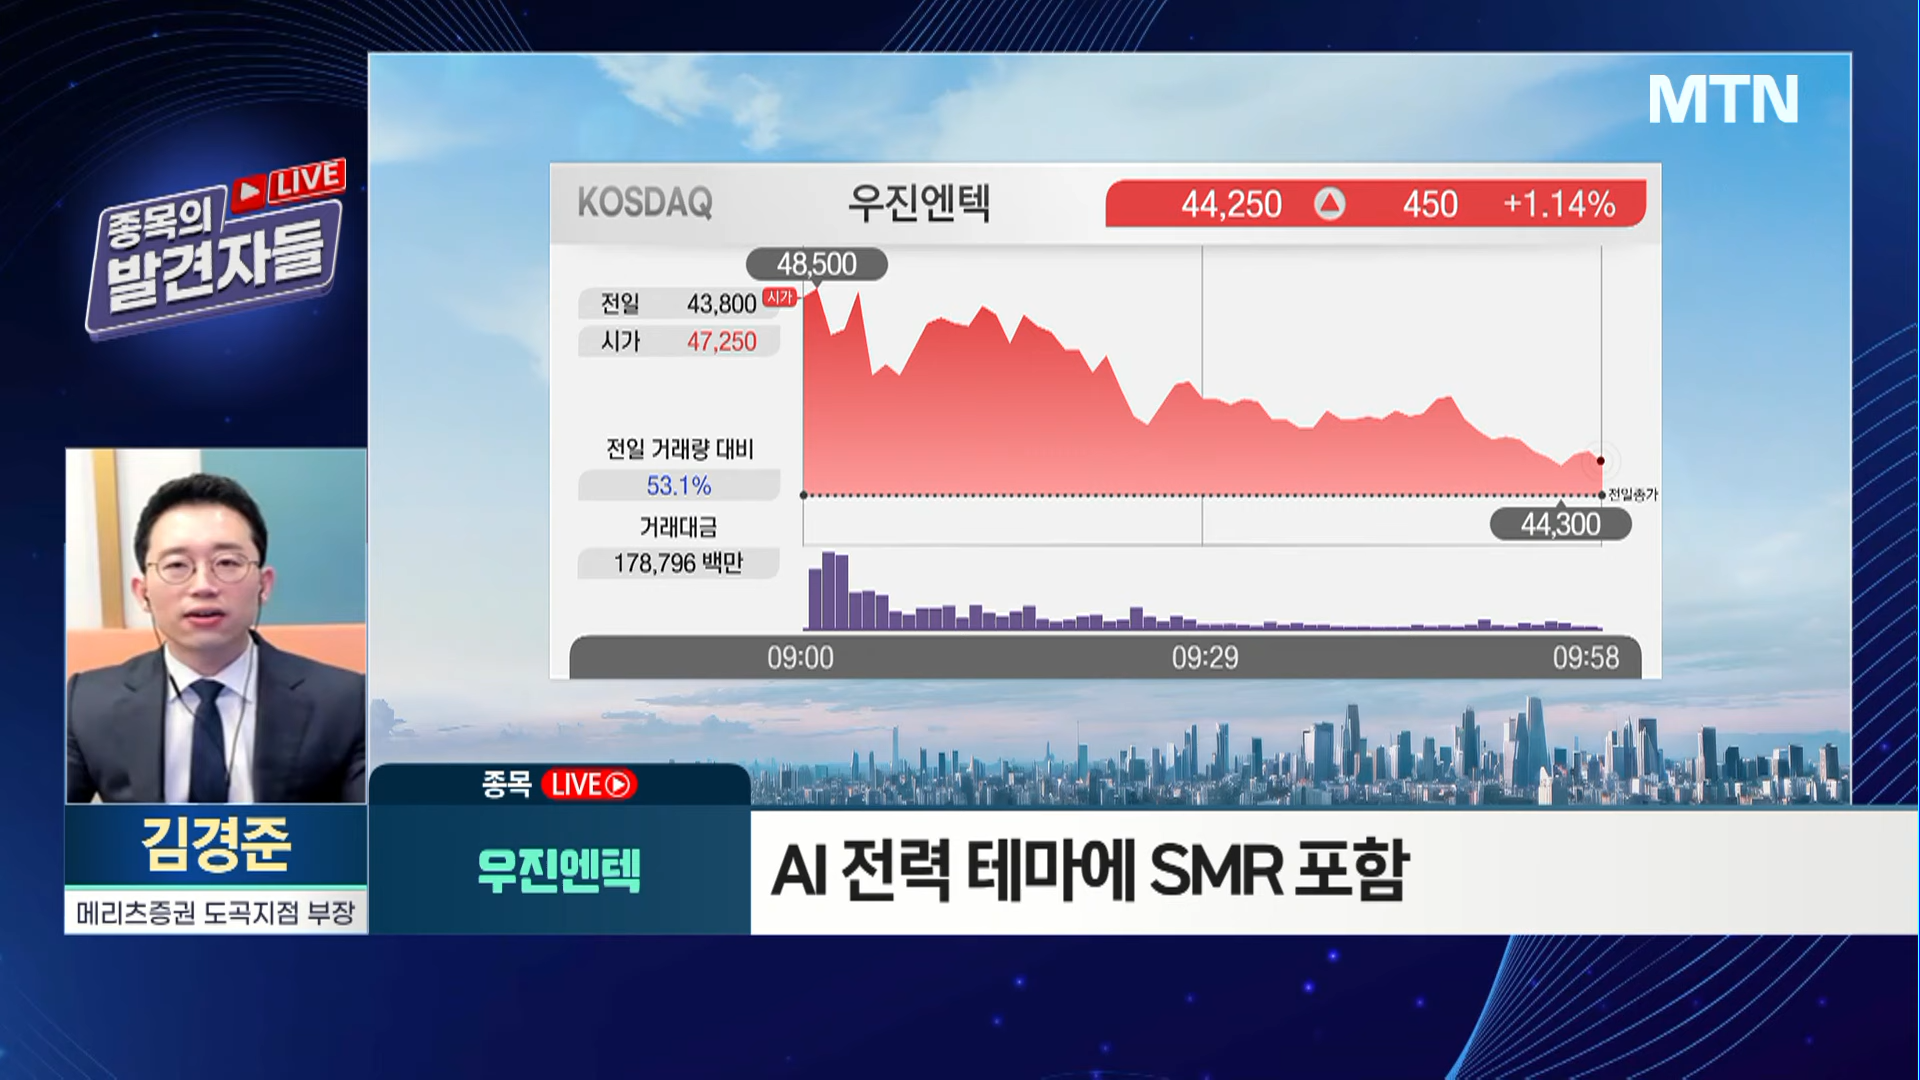 MTN
LIVE
종목의
발견자들
KOSDAQ
우진엔텍
44,250 ▲ 450 +1.14%
48,500
전일 43,800
시가
시가 47,250
전일 거래량 대비
53.1%
거래대금
178,796 백만
전일종가
44,300
09:00 09:29 09:58
종목 LIVE
우진엔텍
AI 전력 테마에 SMR 포함
김경준
메리츠증권 도곡지점 부장